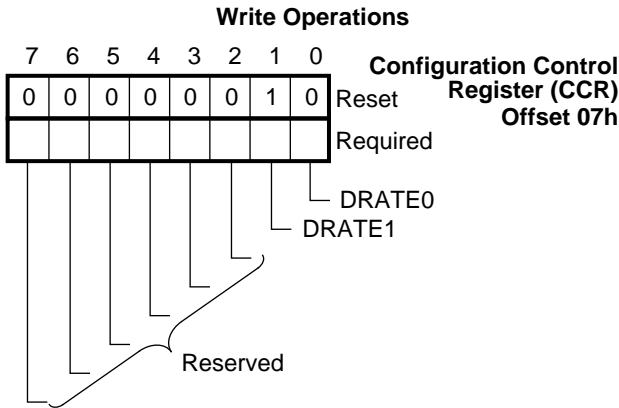 Write Operations
7 6 5 4 3 2 1 0
Configuration Control
Register (CCR)
Offset 07h
0 0 0 0 0 0 1 0 Reset
Required
DRATE0
DRATE1
Reserved